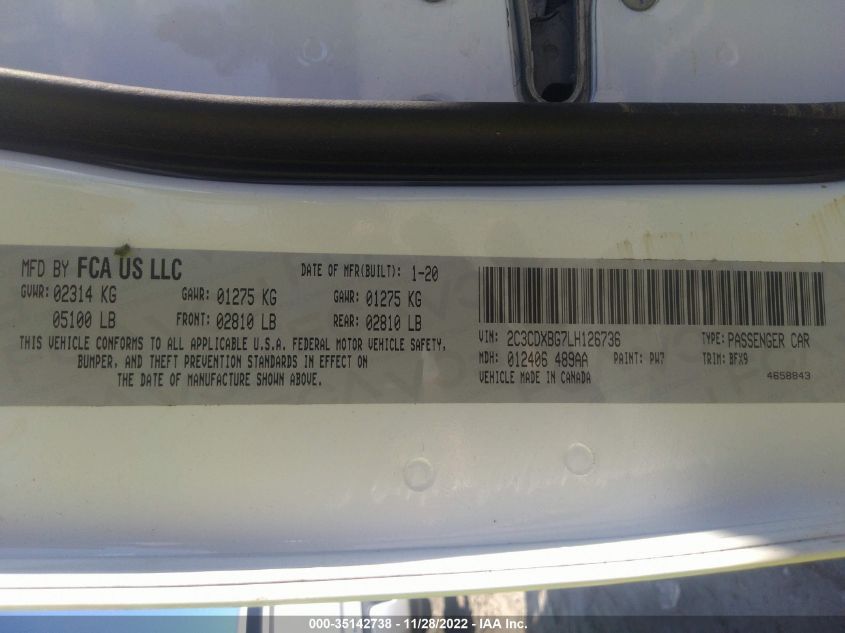 MFD BY FCA US LLC
DATE OF MFR(BUILT): 1-20
GVWR: 02314 KG GAWR: 01275 KG GAWR: 01275 KG
05100 LB FRONT: 02810 LB REAR: 02810 LB
THIS VEHICLE CONFORMS TO ALL APPLICABLE U.S.A. FEDERAL MOTOR VEHICLE SAFETY,
BUMPER, AND THEFT PREVENTION STANDARDS IN EFFECT ON
THE DATE OF MANUFACTURE SHOWN ABOVE.
VIN: 2C3CDXBG7LH126736 TYPE: PASSENGER CAR
MDH: 012406 489AA PAINT: PW7 TRIM: BFX9
VEHICLE MADE IN CANADA 4658843
000-35142738 - 11/28/2022 - IAA Inc.